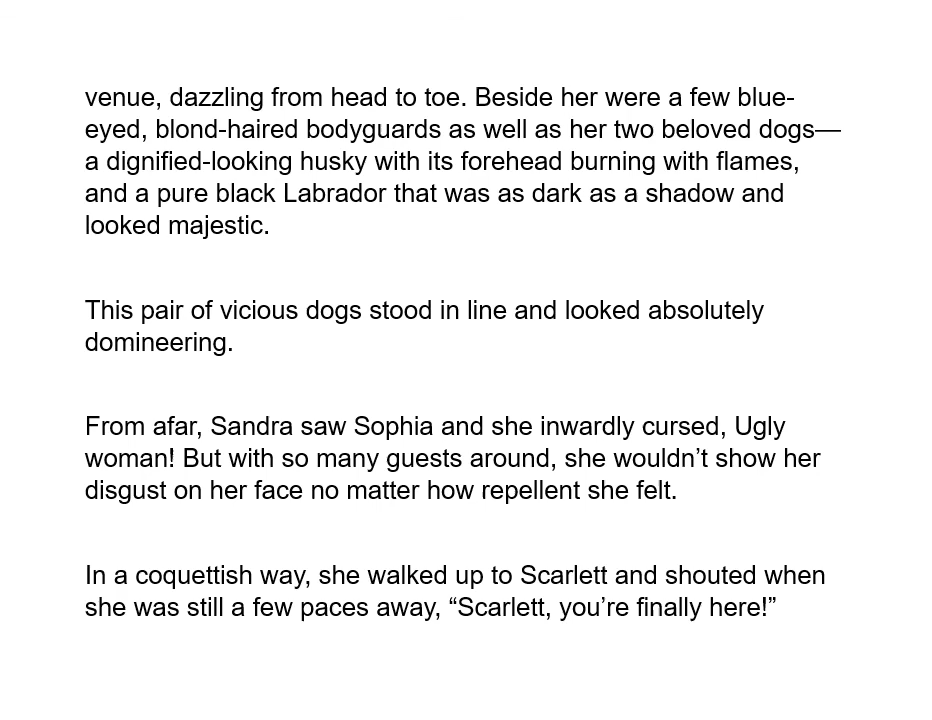 venue, dazzling from head to toe. Beside her were a few blue-
eyed, blond-haired bodyguards as well as her two beloved dogs—
a dignified-looking husky with its forehead burning with flames,
and a pure black Labrador that was as dark as a shadow and
looked majestic.
This pair of vicious dogs stood in line and looked absolutely
domineering.
From afar, Sandra saw Sophia and she inwardly cursed, Ugly
woman! But with so many guests around, she wouldn’t show her
disgust on her face no matter how repellent she felt.
In a coquettish way, she walked up to Scarlett and shouted when
she was still a few paces away, “Scarlett, you’re finally here!”